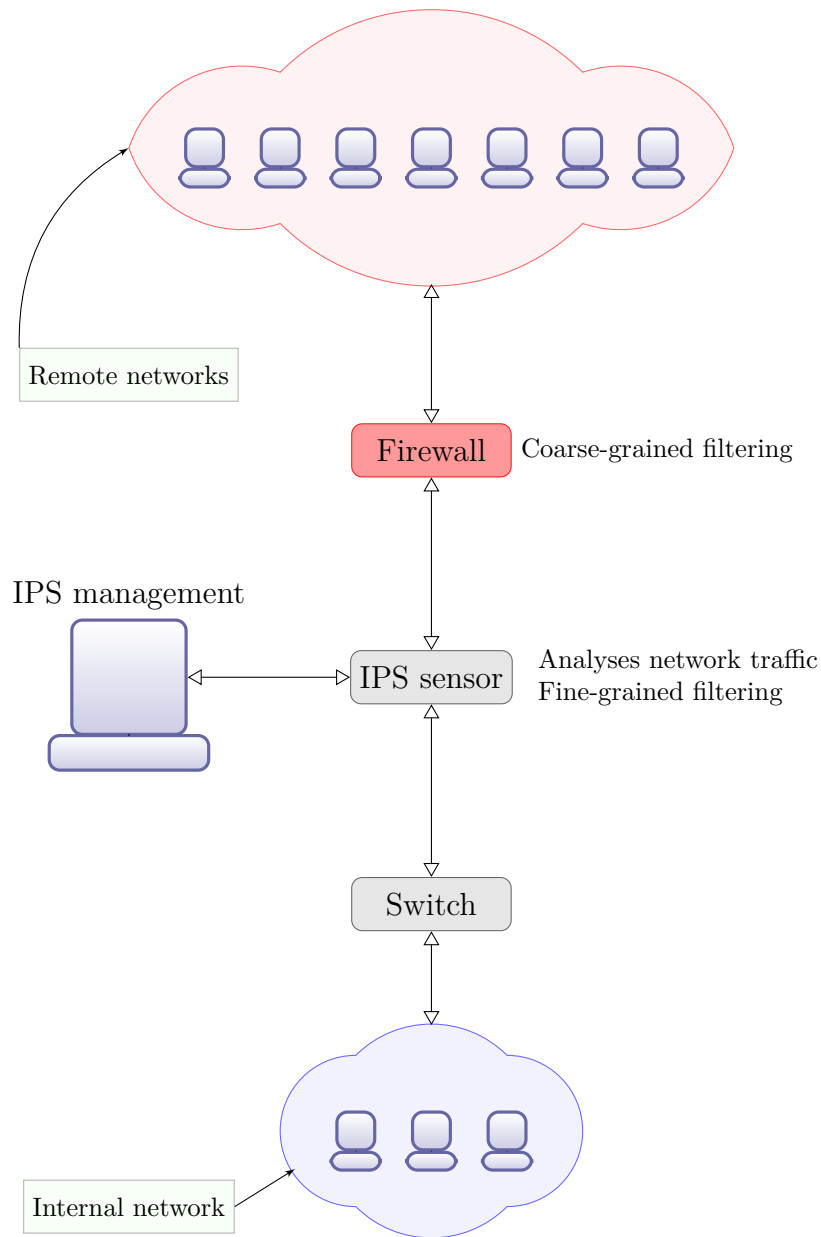 Remote networks
Firewall
Coarse-grained filtering
IPS management
IPS sensor
Analyses network traffic
Fine-grained filtering
Switch
Internal network